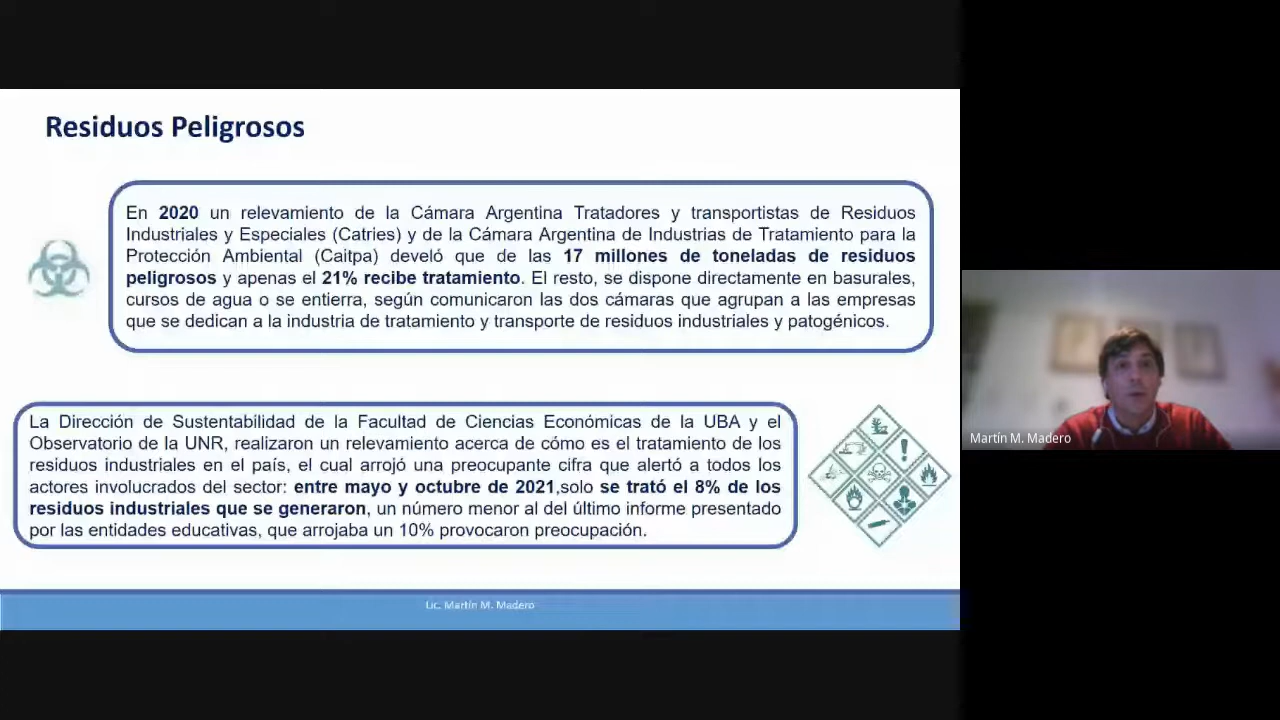 Residuos Peligrosos
En 2020 un relevamiento de la Cámara Argentina Tratadores y transportistas de Residuos
Industriales y Especiales (Catries) y de la Cámara Argentina de Industrias de Tratamiento para la
Protección Ambiental (Caitpa) develó que de las 17 millones de toneladas de residuos
peligrosos y apenas el 21% recibe tratamiento. El resto, se dispone directamente en basurales,
cursos de agua o se entierra, según comunicaron las dos cámaras que agrupan a las empresas
que se dedican a la industria de tratamiento y transporte de residuos industriales y patogénicos.
La Dirección de Sustentabilidad de la Facultad de Ciencias Económicas de la UBA y el
Observatorio de la UNR, realizaron un relevamiento acerca de cómo es el tratamiento de los
residuos industriales en el país, el cual arrojó una preocupante cifra que alertó a todos los
actores involucrados del sector: entre mayo y octubre de 2021,solo se trató el 8% de los
residuos industriales que se generaron, un número menor al del último informe presentado
por las entidades educativas, que arrojaba un 10% provocaron preocupación.
Lic. Martín M. Madero
Martín M. Madero